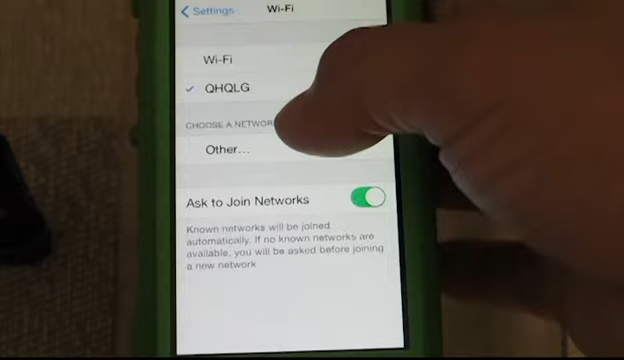 Settings
Wi-Fi
Wi-Fi
QHQLG
CHOOSE A NETWOR
Other...
Ask to Join Networks
Known networks will be joined
automatically. If no known networks are
available, you will be asked before joining
a new network